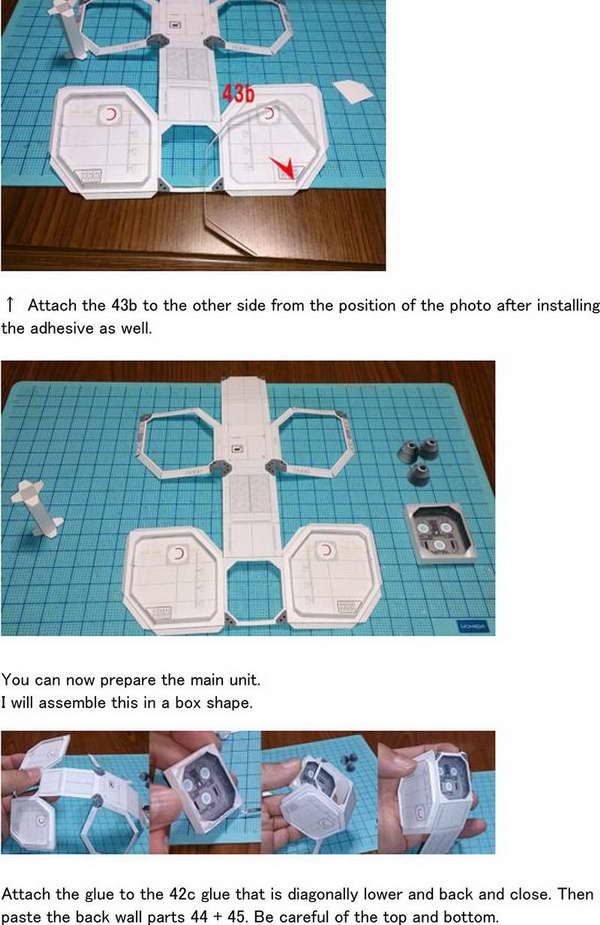 43b
↑ Attach the 43b to the other side from the position of the photo after installing
the adhesive as well.
You can now prepare the main unit.
I will assemble this in a box shape.
Attach the glue to the 42c glue that is diagonally lower and back and close. Then
paste the back wall parts 44 + 45. Be careful of the top and bottom.